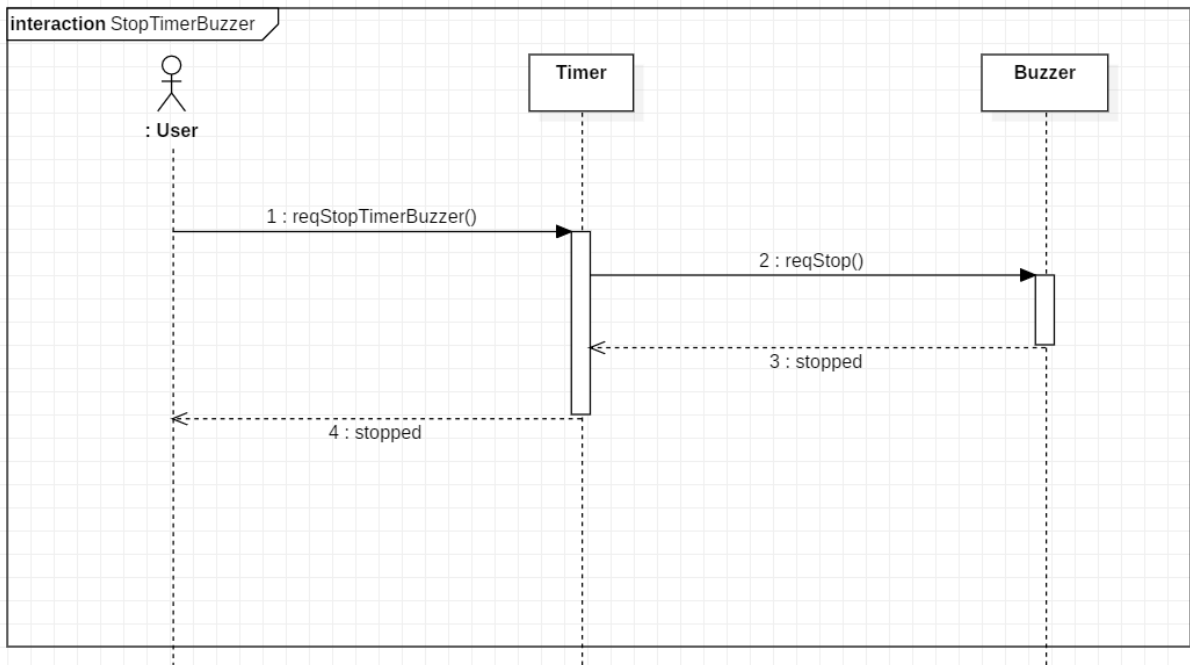 interaction StopTimerBuzzer
: User
Timer
Buzzer
1 : reqStopTimerBuzzer()
2 : reqStop()
3 : stopped
4 : stopped